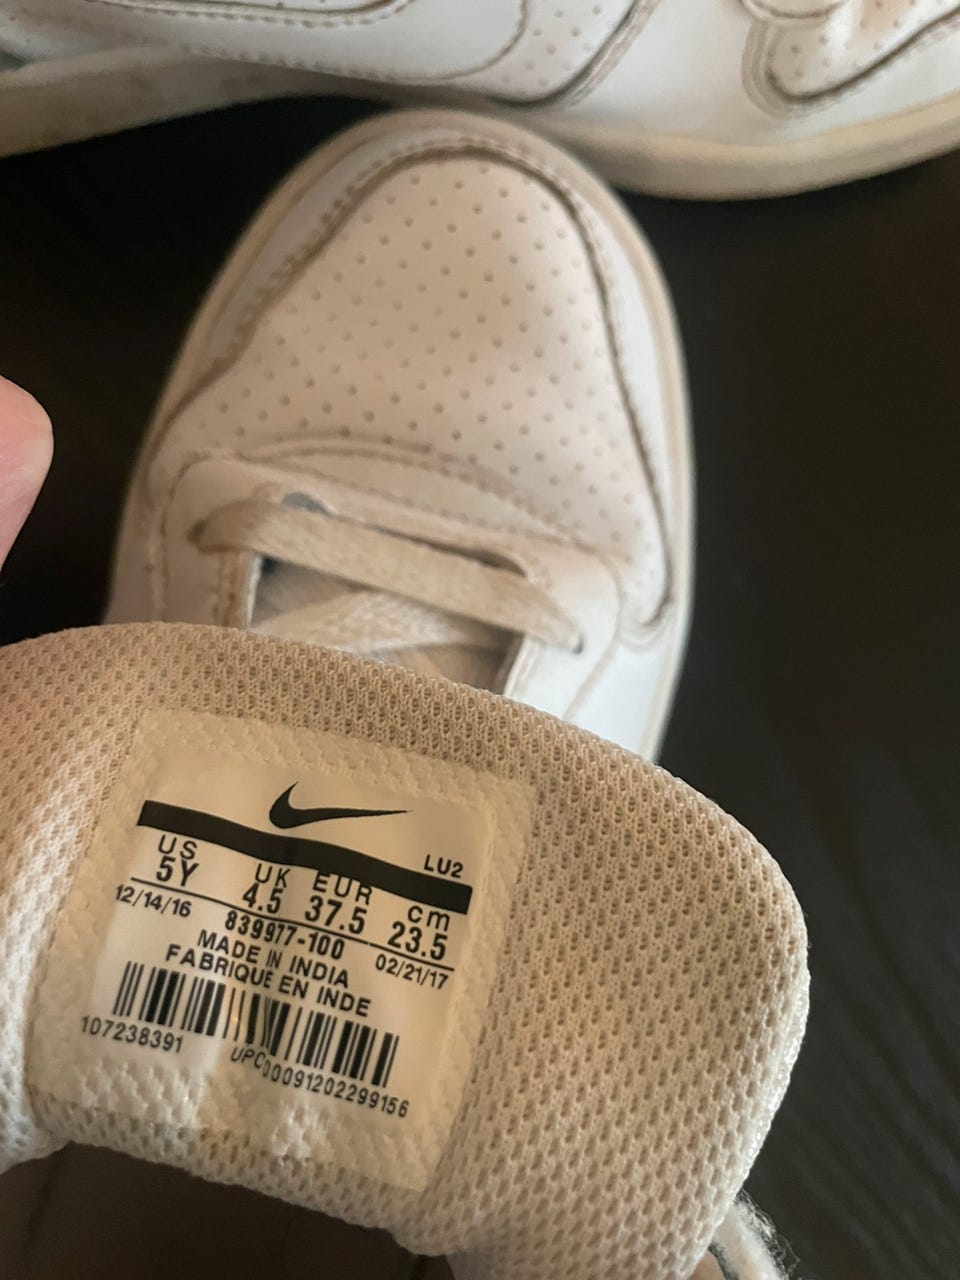 LU2
US UK EUR cm
5Y 4.5 37.5 23.5
12/14/16 839977-100 02/21/17
MADE IN INDIA
FABRIQUE EN INDE
107238391 UPC00091202299156